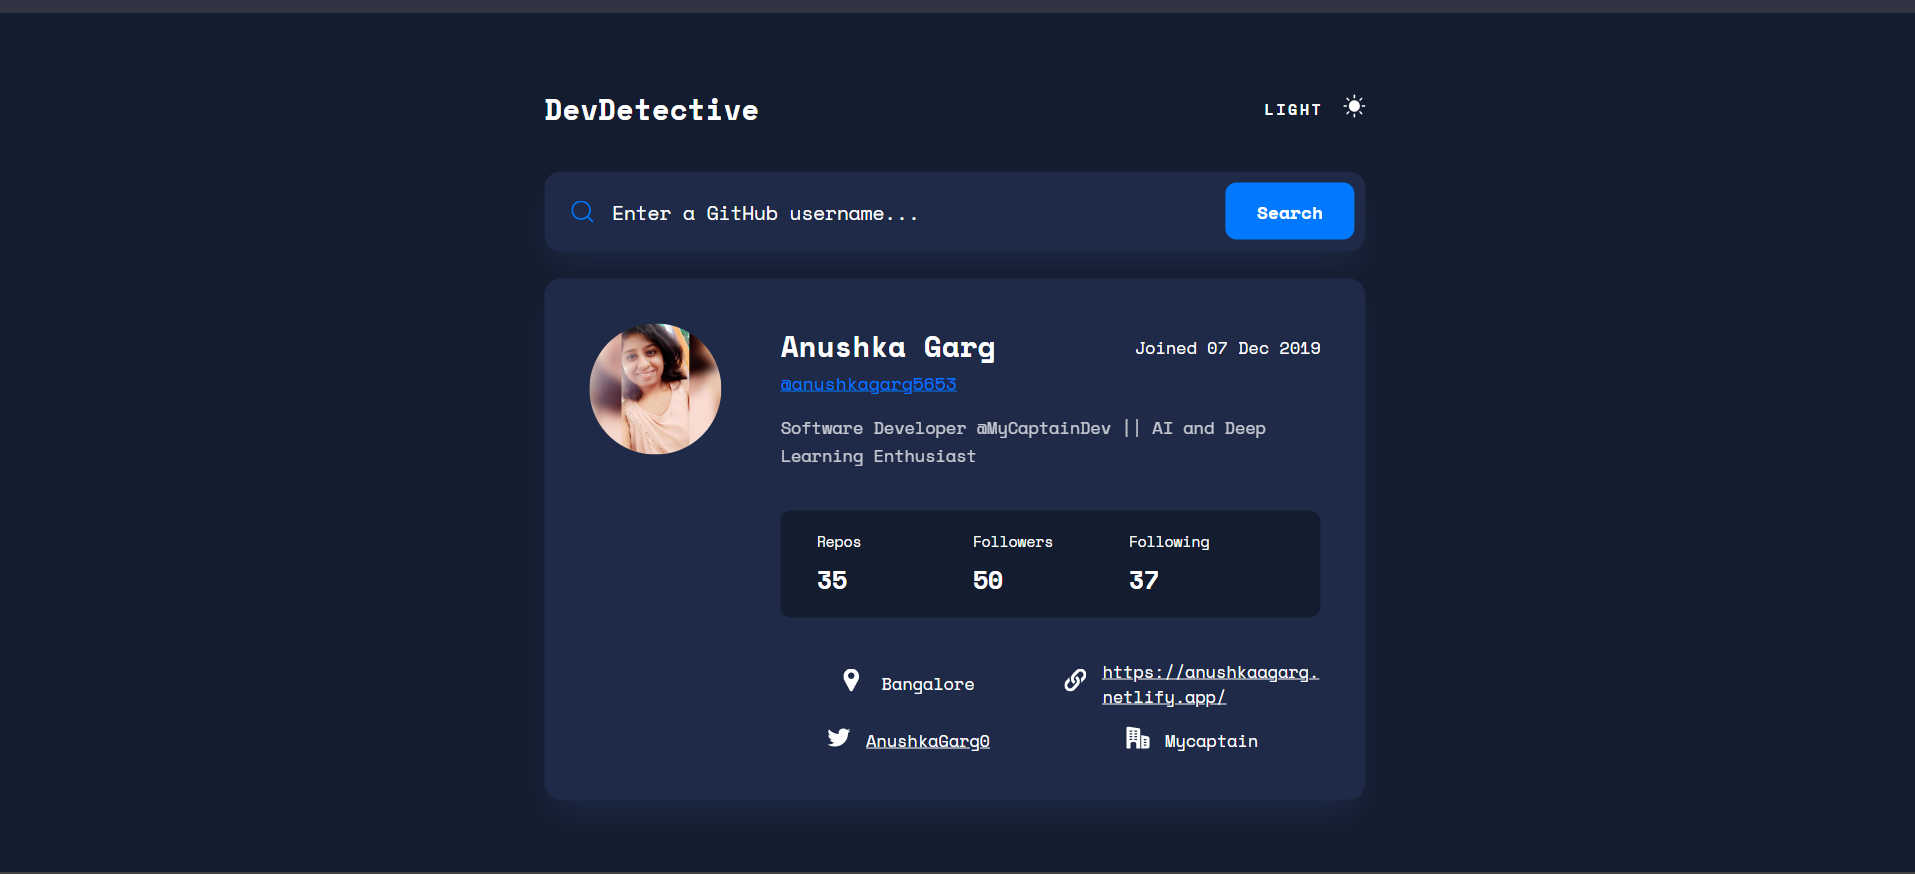 DevDetective
LIGHT
Enter a GitHub username...
Search
Anushka Garg
Joined 07 Dec 2019
@anushkagarg5653
Software Developer @MyCaptainDev || AI and Deep
Learning Enthusiast
Repos Followers Following
35 50 37
Bangalore
https://anushkaagarg.
netlify.app/
AnushkaGarg0
Mycaptain